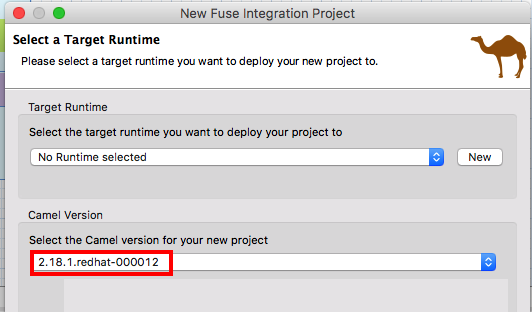 New Fuse Integration Project
Select a Target Runtime
Please select a target runtime you want to deploy your new project to.
Target Runtime
Select the target runtime you want to deploy your project to
No Runtime selected
New
Camel Version
Select the Camel version for your new project
2.18.1.redhat-000012